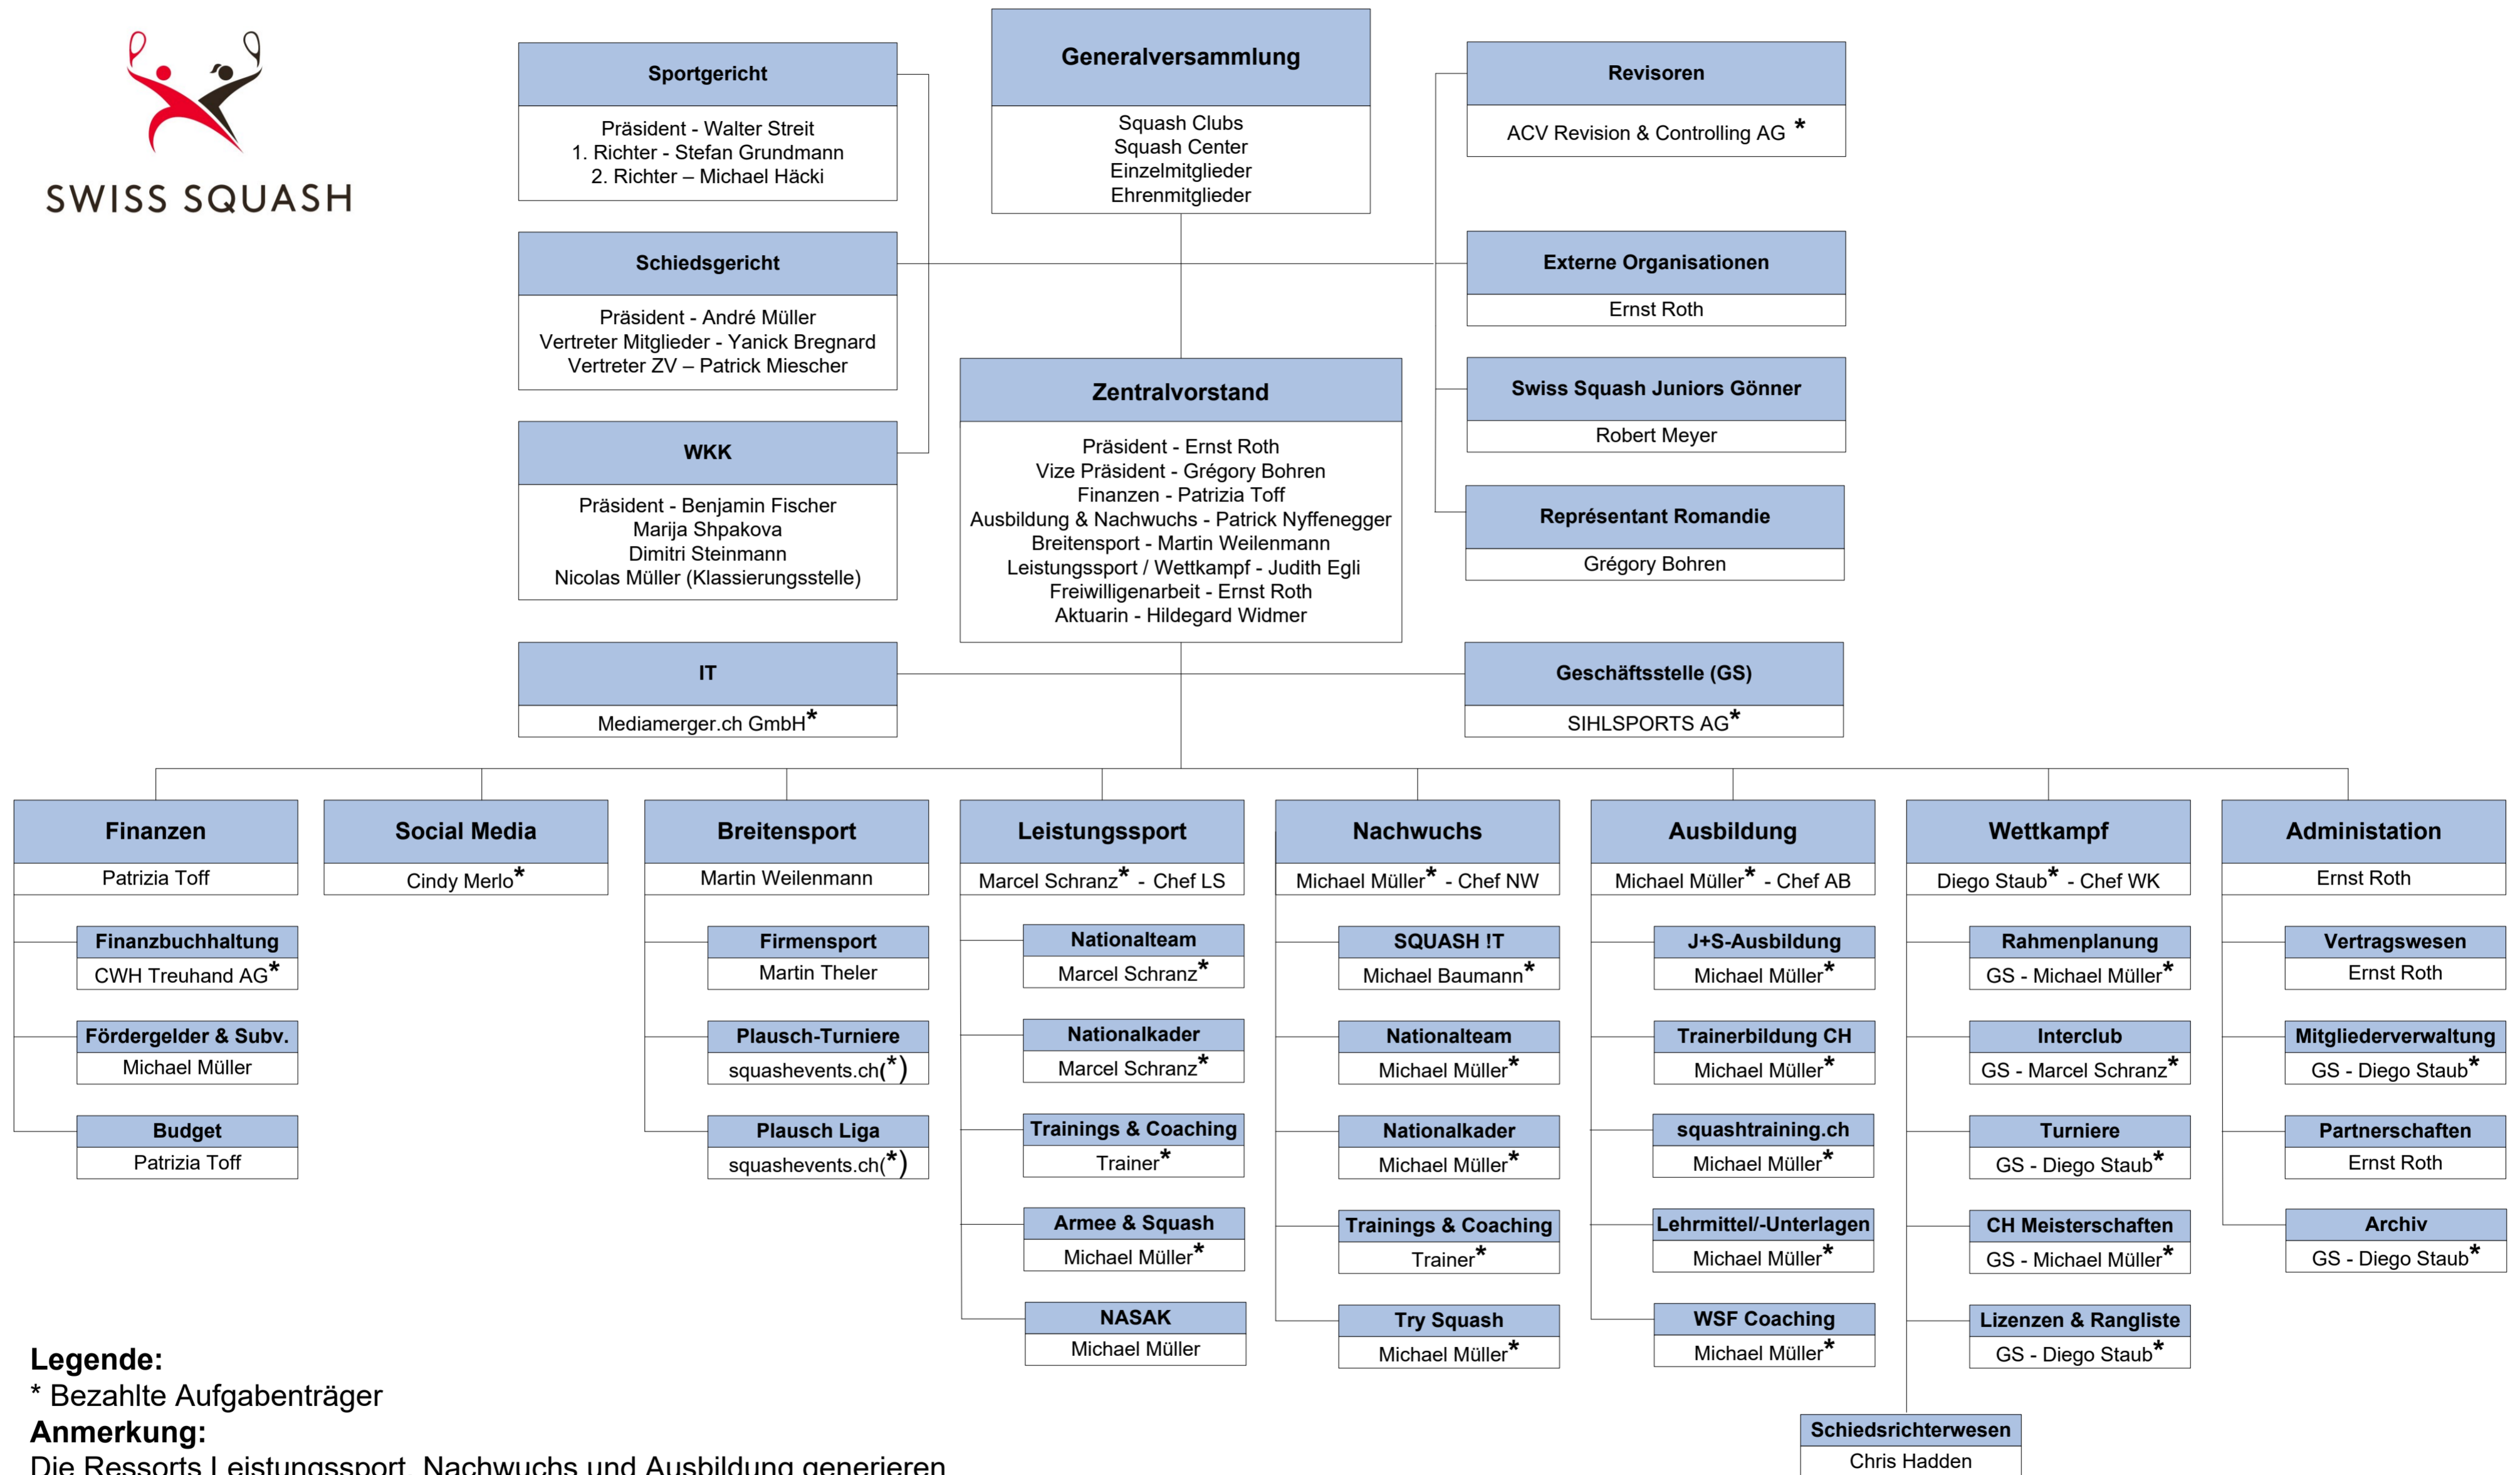 SWISS SQUASH
Sportgericht
Präsident - Walter Streit
1. Richter - Stefan Grundmann
2. Richter – Michael Häcki
Generalversammlung
Squash Clubs
Squash Center
Einzelmitglieder
Ehrenmitglieder
Revisoren
ACV Revision & Controlling AG *
Schiedsgericht
Präsident - André Müller
Vertreter Mitglieder - Yanick Bregnard
Vertreter ZV – Patrick Miescher
Externe Organisationen
Ernst Roth
Zentralvorstand
Präsident - Ernst Roth
Vize Präsident - Grégory Bohren
Finanzen - Patrizia Toff
Ausbildung & Nachwuchs - Patrick Nyffenegger
Breitensport - Martin Weilenmann
Leistungssport / Wettkampf - Judith Egli
Freiwilligenarbeit - Ernst Roth
Aktuarin - Hildegard Widmer
Swiss Squash Juniors Gönner
Robert Meyer
WKK
Präsident - Benjamin Fischer
Marija Shpakova
Dimitri Steinmann
Nicolas Müller (Klassierungsstelle)
Représentant Romandie
Grégory Bohren
IT
Mediamerger.ch GmbH*
Geschäftsstelle (GS)
SIHLSPORTS AG*
Finanzen
Patrizia Toff
Finanzbuchhaltung
CWH Treuhand AG*
Fördergelder & Subv.
Michael Müller
Budget
Patrizia Toff
Social Media
Cindy Merlo*
Breitensport
Martin Weilenmann
Firmensport
Martin Theler
Plausch-Turniere
squashevents.ch(*)
Plausch Liga
squashevents.ch(*)
Leistungssport
Marcel Schranz* - Chef LS
Nationalteam
Marcel Schranz*
Nationalkader
Marcel Schranz*
Trainings & Coaching
Trainer*
Armee & Squash
Michael Müller*
NASAK
Michael Müller
Nachwuchs
Michael Müller* - Chef NW
SQUASH !T
Michael Baumann*
Nationalteam
Michael Müller*
Nationalkader
Michael Müller*
Trainings & Coaching
Trainer*
Try Squash
Michael Müller*
Ausbildung
Michael Müller* - Chef AB
J+S-Ausbildung
Michael Müller*
Trainerbildung CH
Michael Müller*
squashtraining.ch
Michael Müller*
Lehrmittel/-Unterlagen
Michael Müller*
WSF Coaching
Michael Müller*
Wettkampf
Diego Staub* - Chef WK
Rahmenplanung
GS - Michael Müller*
Interclub
GS - Marcel Schranz*
Turniere
GS - Diego Staub*
CH Meisterschaften
GS - Michael Müller*
Lizenzen & Rangliste
GS - Diego Staub*
Schiedsrichterwesen
Chris Hadden
Administation
Ernst Roth
Vertragswesen
Ernst Roth
Mitgliederverwaltung
GS - Diego Staub*
Partnerschaften
Ernst Roth
Archiv
GS - Diego Staub*
Legende:
* Bezahlte Aufgabenträger
Anmerkung:
Die Ressorts Leistungssport, Nachwuchs und Ausbildung generieren